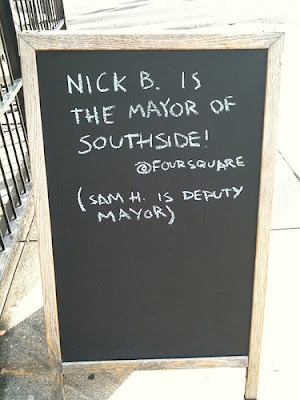 NICK B. IS
THE MAYOR OF
SOUTHSIDE!
@FOURSQUARE
(SAM H. IS DEPUTY
MAYOR)